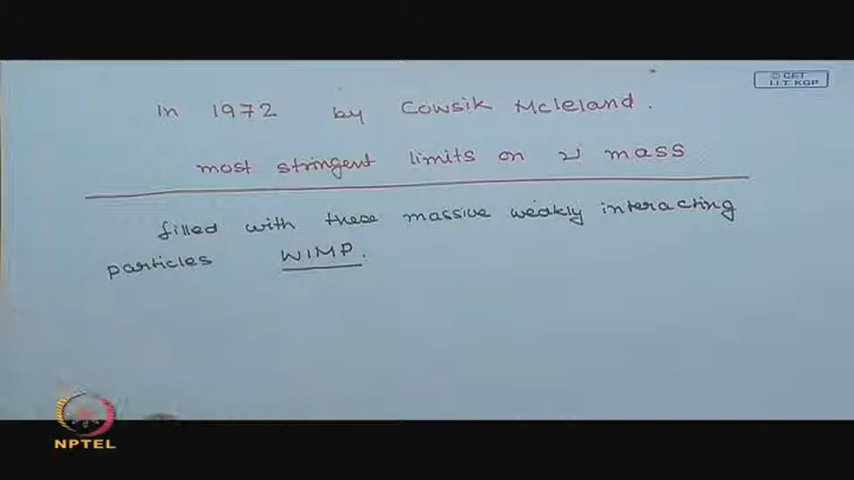 © CET
I.I.T. KGP
In 1972 by Cowsik Mcleland.
most stringent limits on ν mass
filled with these massive weakly interacting
particles WIMP.
NPTEL